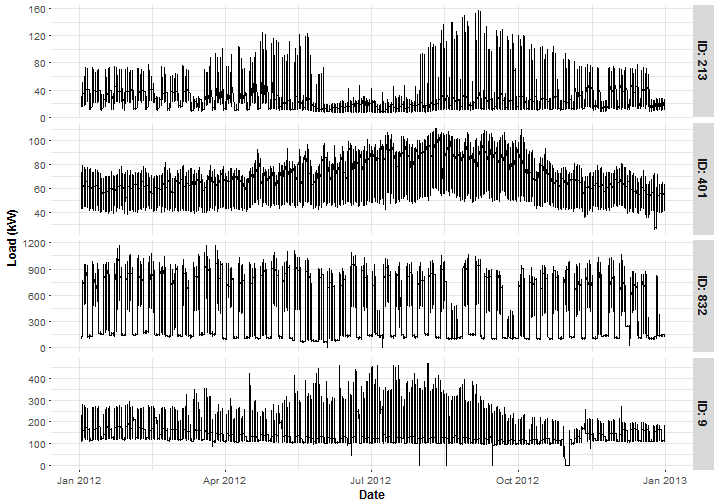 160
120
80
40
0
ID: 213
100
80
60
40
ID: 401
Load (kW)
1200
900
600
300
0
ID: 832
400
300
200
100
0
ID: 9
Jan 2012
Apr 2012
Jul 2012
Oct 2012
Jan 2013
Date